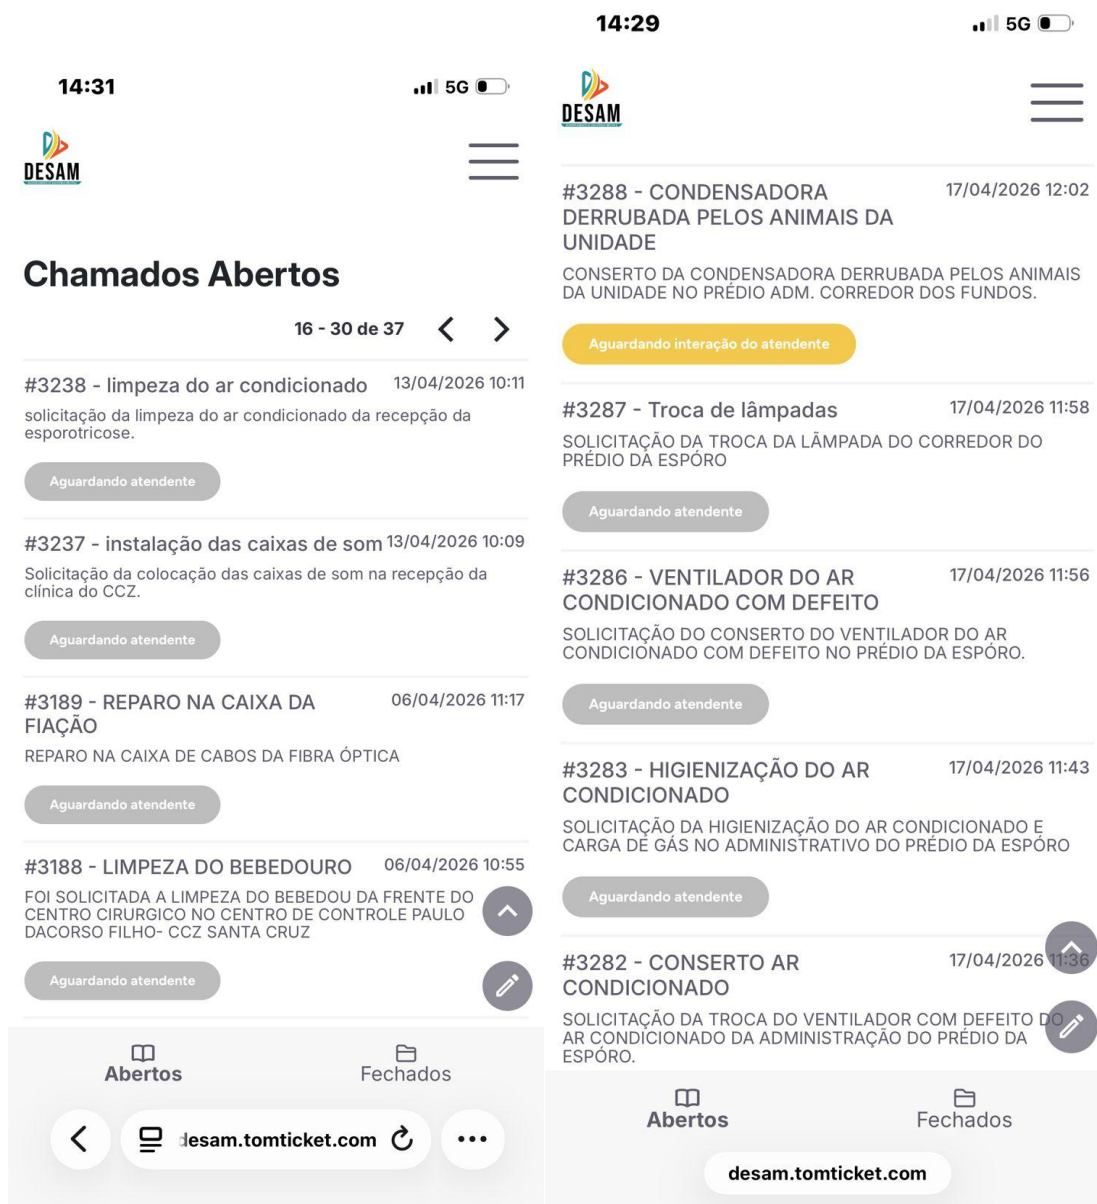 14:31
5G
DESAM
Chamados Abertos
16 - 30 de 37
#3238 - limpeza do ar condicionado 13/04/2026 10:11
solicitação da limpeza do ar condicionado da recepção da
esporotricose.
Aguardando atendente
#3237 - instalação das caixas de som 13/04/2026 10:09
Solicitação da colocação das caixas de som na recepção da
clínica do CCZ.
Aguardando atendente
#3189 - REPARO NA CAIXA DA 06/04/2026 11:17
FIAÇÃO
REPARO NA CAIXA DE CABOS DA FIBRA ÓPTICA
Aguardando atendente
#3188 - LIMPEZA DO BEBEDOURO 06/04/2026 10:55
FOI SOLICITADA A LIMPEZA DO BEBEDOU DA FRENTE DO
CENTRO CIRURGICO NO CENTRO DE CONTROLE PAULO
DACORSO FILHO- CCZ SANTA CRUZ
Aguardando atendente
Abertos Fechados
desam.tomticket.com
14:29
5G
DESAM
#3288 - CONDENSADORA 17/04/2026 12:02
DERRUBADA PELOS ANIMAIS DA
UNIDADE
CONSERTO DA CONDENSADORA DERRUBADA PELOS ANIMAIS
DA UNIDADE NO PRÉDIO ADM. CORREDOR DOS FUNDOS.
Aguardando interação do atendente
#3287 - Troca de lâmpadas 17/04/2026 11:58
SOLICITAÇÃO DA TROCA DA LÃMPADA DO CORREDOR DO
PRÉDIO DA ESPÓRO
Aguardando atendente
#3286 - VENTILADOR DO AR 17/04/2026 11:56
CONDICIONADO COM DEFEITO
SOLICITAÇÃO DO CONSERTO DO VENTILADOR DO AR
CONDICIONADO COM DEFEITO NO PRÉDIO DA ESPÓRO.
Aguardando atendente
#3283 - HIGIENIZAÇÃO DO AR 17/04/2026 11:43
CONDICIONADO
SOLICITAÇÃO DA HIGIENIZAÇÃO DO AR CONDICIONADO E
CARGA DE GÁS NO ADMINISTRATIVO DO PRÉDIO DA ESPÓRO
Aguardando atendente
#3282 - CONSERTO AR 17/04/2026 11:36
CONDICIONADO
SOLICITAÇÃO DA TROCA DO VENTILADOR COM DEFEITO DO
AR CONDICIONADO DA ADMINISTRAÇÃO DO PRÉDIO DA
ESPÓRO.
Abertos Fechados
desam.tomticket.com